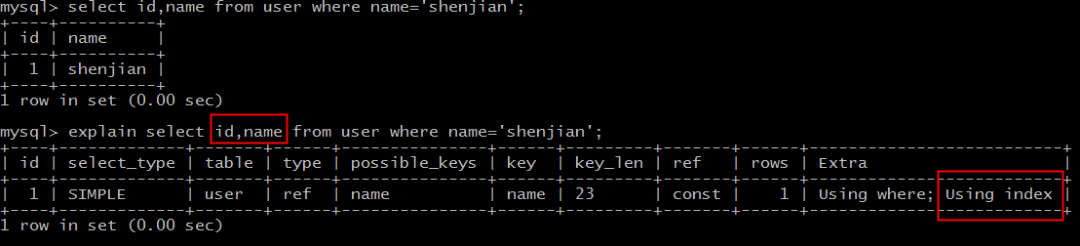 mysql> select id,name from user where name='shenjian';
+----+----------+
| id | name     |
+----+----------+
|  1 | shenjian |
+----+----------+
1 row in set (0.00 sec)
mysql> explain select id,name from user where name='shenjian';
+----+-------------+-------+------+---------------+------+---------+-------+------+--------------------------+
| id | select_type | table | type | possible_keys | key  | key_len | ref   | rows | Extra                    |
+----+-------------+-------+------+---------------+------+---------+-------+------+--------------------------+
|  1 | SIMPLE      | user  | ref  | name          | name | 23      | const |    1 | Using where; Using index |
+----+-------------+-------+------+---------------+------+---------+-------+------+--------------------------+
1 row in set (0.00 sec)